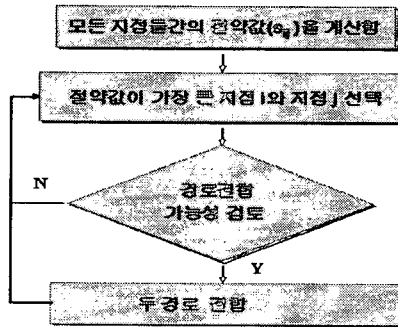 모든 지점들간의 절약값(s_ij)을 계산함
절약값이 가장 큰 지점 i와 지점 j 선택
경로결합
가능성 검토
N
Y
두 경로 결합